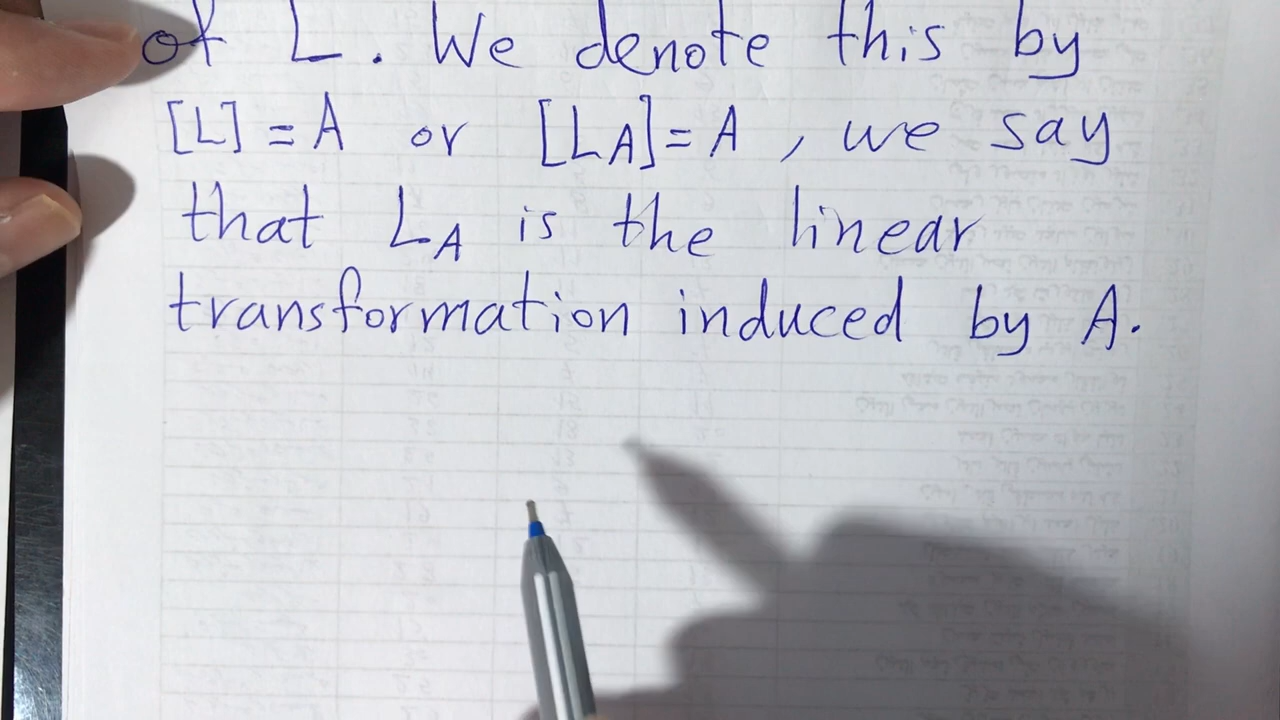 of L. We denote this by
[L] = A or [L_A] = A, we say
that L_A is the linear
transformation induced by A.